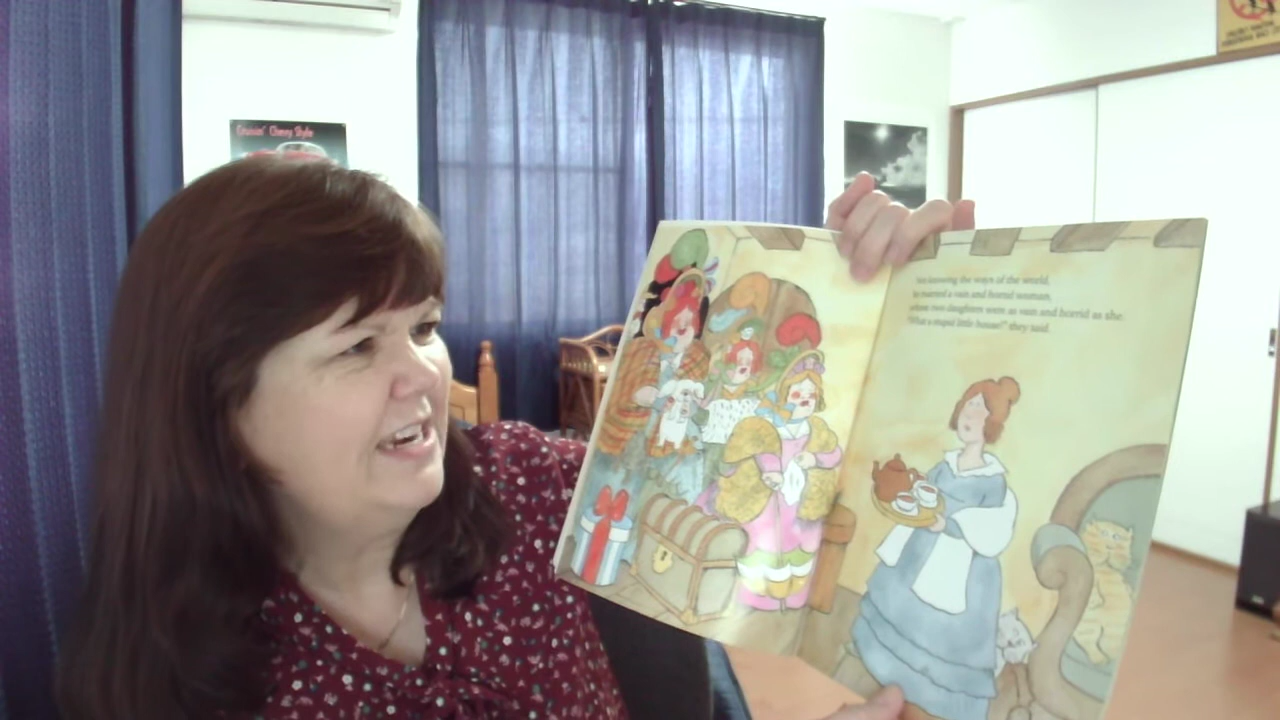 Cruisin' Chevy Style
Not knowing the ways of the world,
he married a vain and horrid woman,
whose two daughters were as vain and horrid as she.
"What a stupid little house!" they said.